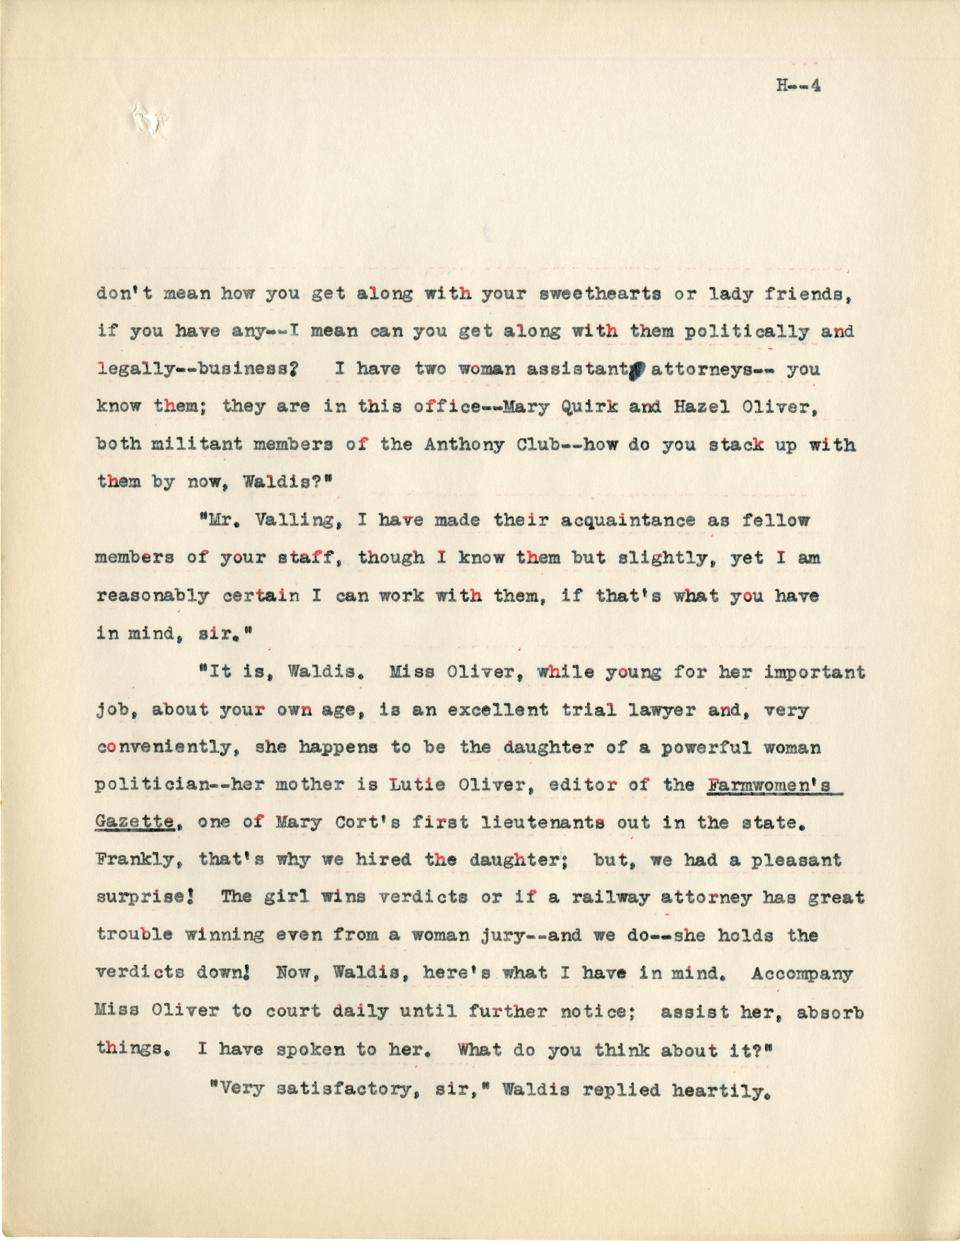 H--4
don't mean how you get along with your sweethearts or lady friends,
if you have any--I mean can you get along with them politically and
legally--business?   I have two woman assistant attorneys-- you
know them; they are in this office--Mary Quirk and Hazel Oliver,
both militant members of the Anthony Club--how do you stack up with
them by now, Waldis?"
"Mr. Valling, I have made their acquaintance as fellow
members of your staff, though I know them but slightly, yet I am
reasonably certain I can work with them, if that's what you have
in mind, sir."
"It is, Waldis.  Miss Oliver, while young for her important
job, about your own age, is an excellent trial lawyer and, very
conveniently, she happens to be the daughter of a powerful woman
politician--her mother is Lutie Oliver, editor of the Farmwomen's
Gazette, one of Mary Cort's first lieutenants out in the state.
Frankly, that's why we hired the daughter;  but, we had a pleasant
surprise!  The girl wins verdicts or if a railway attorney has great
trouble winning even from a woman jury--and we do--she holds the
verdicts down!  Now, Waldis, here's what I have in mind.  Accompany
Miss Oliver to court daily until further notice;  assist her, absorb
things.  I have spoken to her.  What do you think about it?"
"Very satisfactory, sir," Waldis replied heartily.